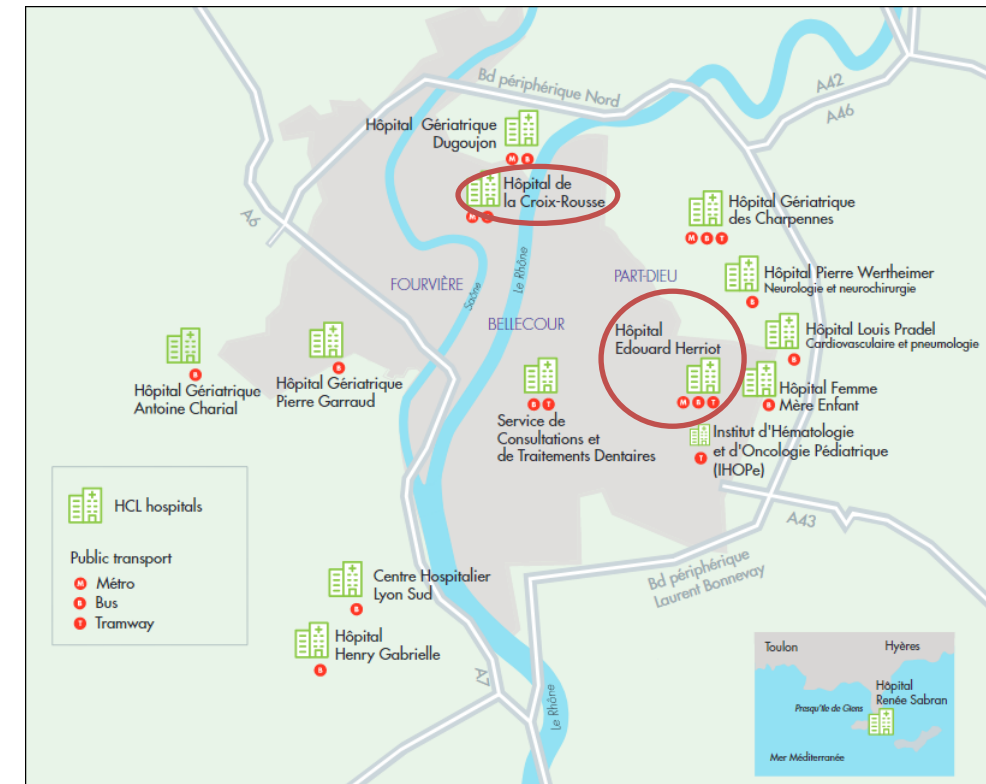 Bd périphérique Nord
A42
A46
Hôpital Gériatrique
Dugoujon
M B
Hôpital de
la Croix-Rousse
M
A6
Hôpital Gériatrique
des Charpennes
M B T
FOURVIÈRE
Saône
Le Rhône
PART-DIEU
Hôpital Pierre Wertheimer
Neurologie et neurochirurgie
B
BELLECOUR
Hôpital
Edouard Herriot
M B T
Hôpital Louis Pradel
Cardiovasculaire et pneumologie
B
Hôpital Gériatrique
Antoine Charial
B
Hôpital Gériatrique
Pierre Garraud
B
Hôpital Femme
Mère Enfant
B
B T
Service de
Consultations et
de Traitements Dentaires
Institut d'Hématologie
et d'Oncologie Pédiatrique
(IHOPe)
T
HCL hospitals
Public transport
M Métro
B Bus
T Tramway
A43
Bd périphérique
Laurent Bonnevay
Centre Hospitalier
Lyon Sud
B
Hôpital
Henry Gabrielle
B
A7
Le Rhône
Toulon
Hyères
Hôpital
Renée Sabran
Presqu'île de Giens
Mer Méditerranée